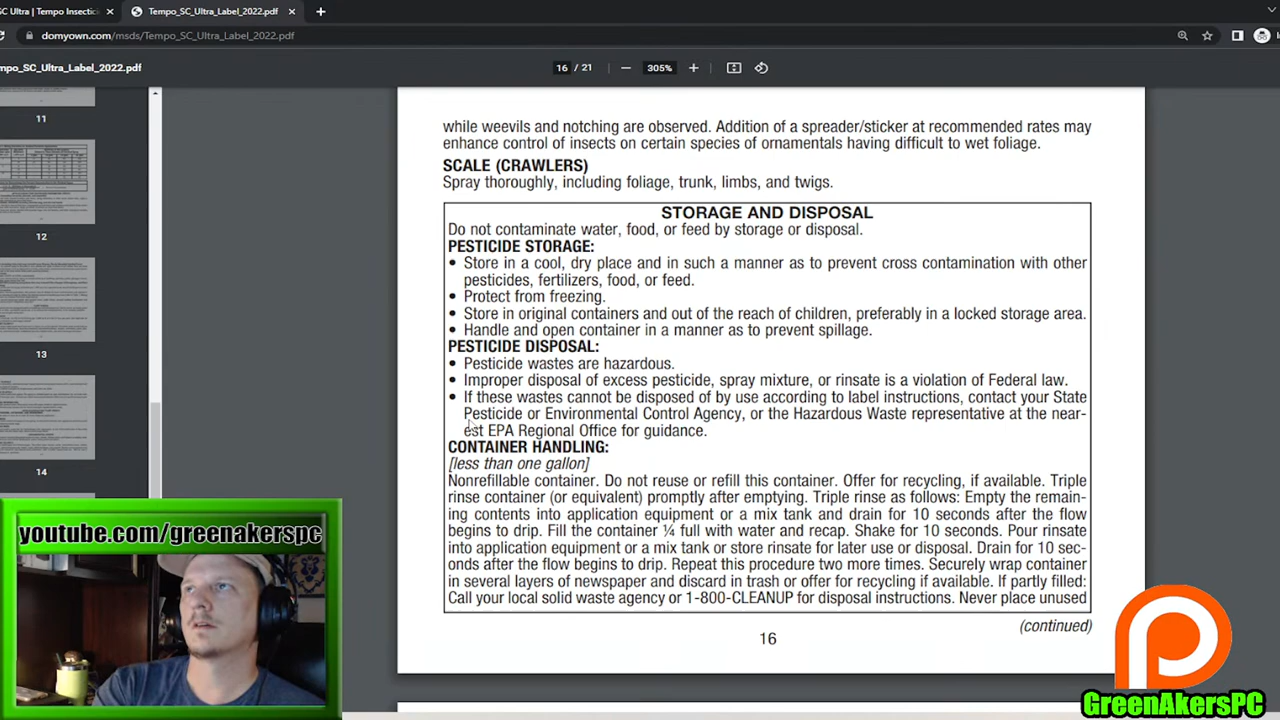 SC Ultra | Tempo Insectici
Tempo_SC_Ultra_Label_2022.pdf
domyown.com/msds/Tempo_SC_Ultra_Label_2022.pdf
mpo_SC_Ultra_Label_2022.pdf
16 / 21
305%
11
12
13
14
while weevils and notching are observed. Addition of a spreader/sticker at recommended rates may
enhance control of insects on certain species of ornamentals having difficult to wet foliage.
SCALE (CRAWLERS)
Spray thoroughly, including foliage, trunk, limbs, and twigs.
STORAGE AND DISPOSAL
Do not contaminate water, food, or feed by storage or disposal.
PESTICIDE STORAGE:
• Store in a cool, dry place and in such a manner as to prevent cross contamination with other
pesticides, fertilizers, food, or feed.
• Protect from freezing.
• Store in original containers and out of the reach of children, preferably in a locked storage area.
• Handle and open container in a manner as to prevent spillage.
PESTICIDE DISPOSAL:
• Pesticide wastes are hazardous.
• Improper disposal of excess pesticide, spray mixture, or rinsate is a violation of Federal law.
• If these wastes cannot be disposed of by use according to label instructions, contact your State
Pesticide or Environmental Control Agency, or the Hazardous Waste representative at the near-
est EPA Regional Office for guidance.
CONTAINER HANDLING:
[less than one gallon]
Nonrefillable container. Do not reuse or refill this container. Offer for recycling, if available. Triple
rinse container (or equivalent) promptly after emptying. Triple rinse as follows: Empty the remain-
ing contents into application equipment or a mix tank and drain for 10 seconds after the flow
begins to drip. Fill the container ¼ full with water and recap. Shake for 10 seconds. Pour rinsate
into application equipment or a mix tank or store rinsate for later use or disposal. Drain for 10 sec-
onds after the flow begins to drip. Repeat this procedure two more times. Securely wrap container
in several layers of newspaper and discard in trash or offer for recycling if available. If partly filled:
Call your local solid waste agency or 1-800-CLEANUP for disposal instructions. Never place unused
(continued)
16
youtube.com/greenakerspc
GreenAkersPC